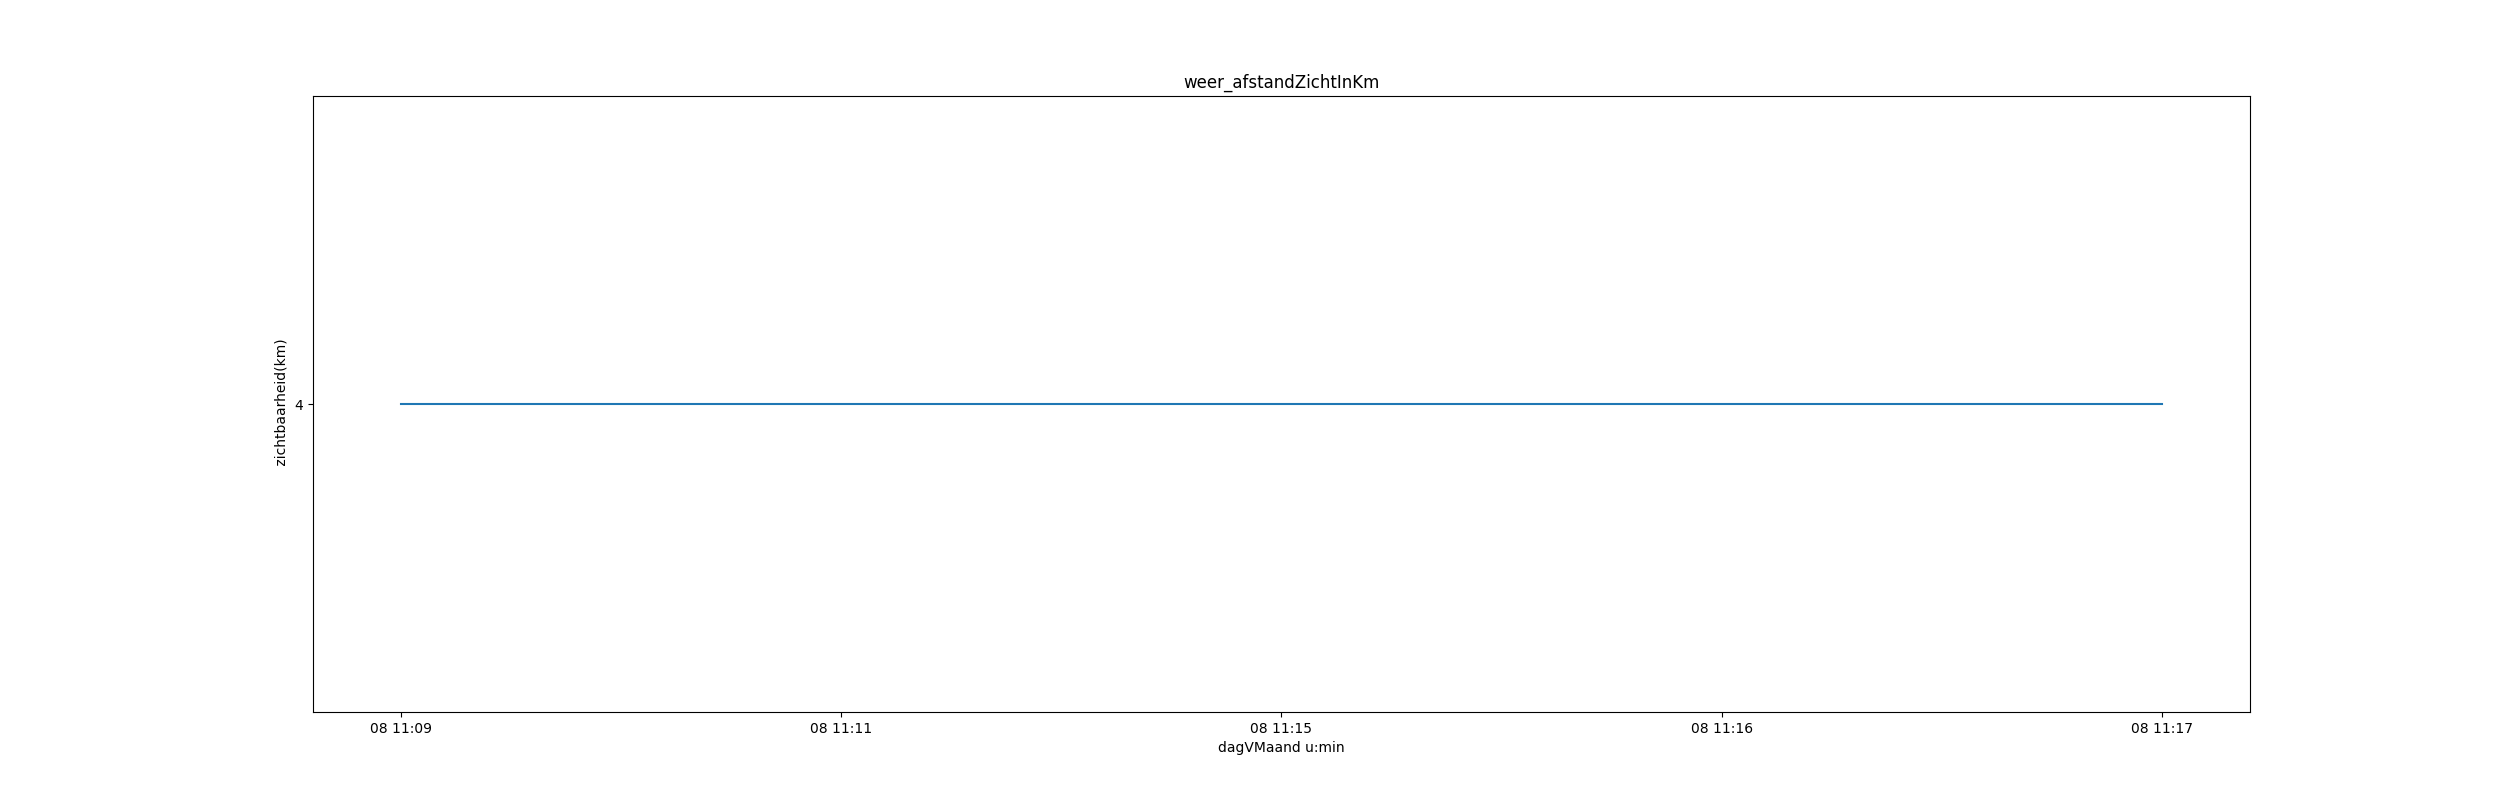 weer_afstandZichtInKm
zichtbaarheid(km)
4
08 11:09
08 11:11
08 11:15
08 11:16
08 11:17
dagVMaand u:min